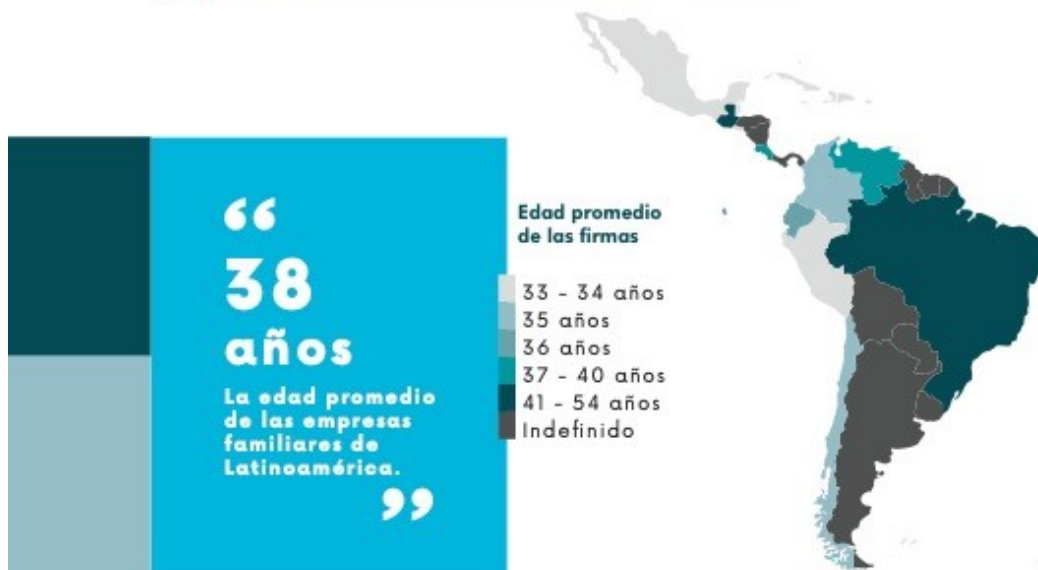 “
38
años
La edad promedio
de las empresas
familiares de
Latinoamérica.
”
Edad promedio
de las firmas
33 - 34 años
35 años
36 años
37 - 40 años
41 - 54 años
Indefinido